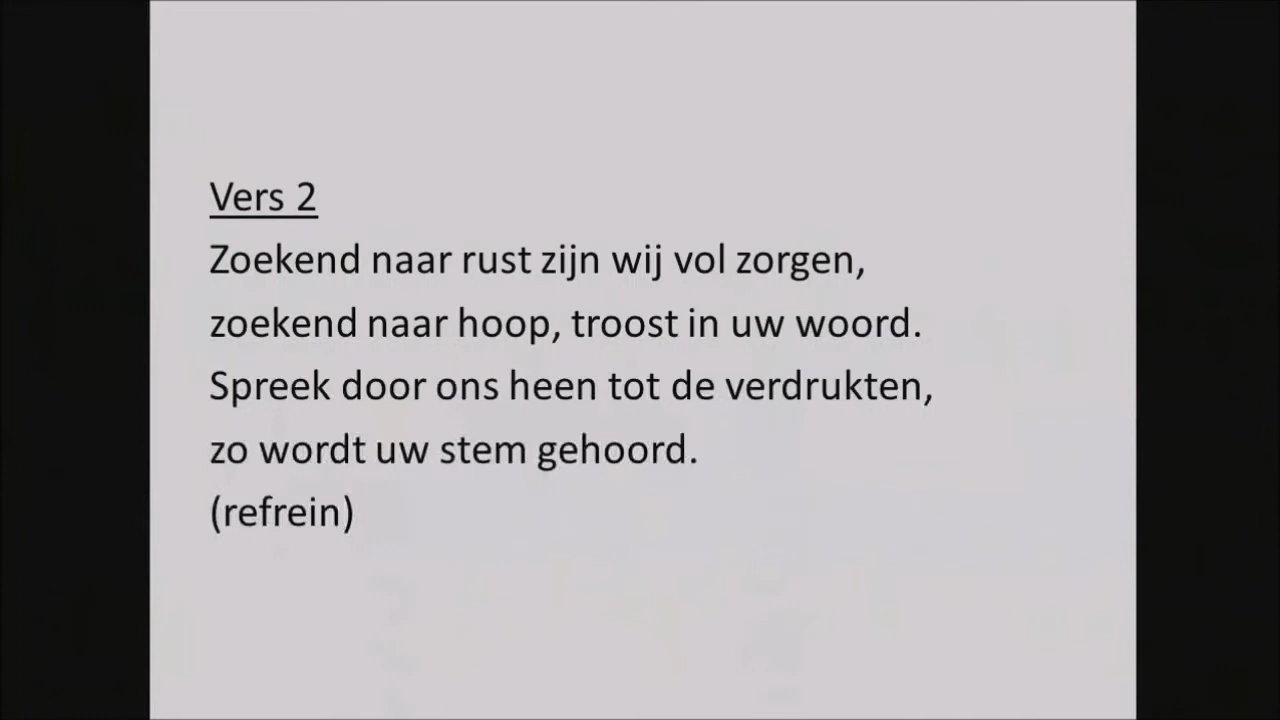 Vers 2
Zoekend naar rust zijn wij vol zorgen,
zoekend naar hoop, troost in uw woord.
Spreek door ons heen tot de verdrukten,
zo wordt uw stem gehoord.
(refrein)